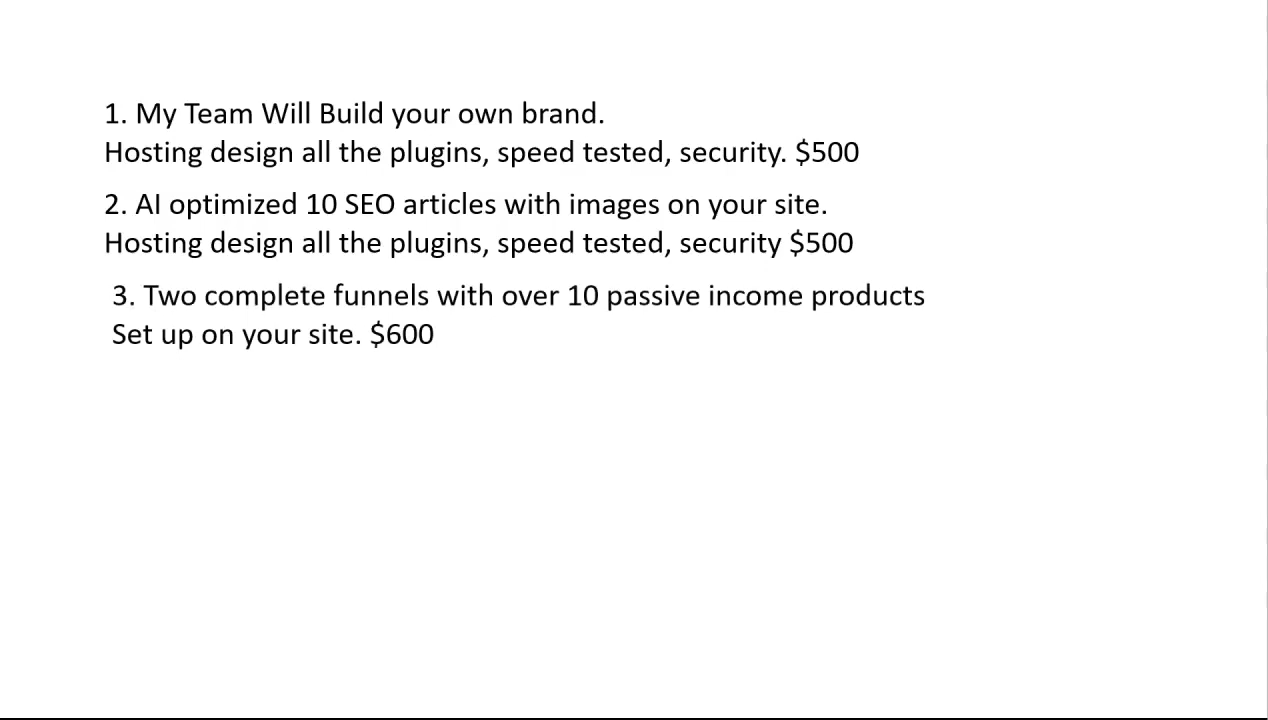 1. My Team Will Build your own brand.
Hosting design all the plugins, speed tested, security. $500
2. AI optimized 10 SEO articles with images on your site.
Hosting design all the plugins, speed tested, security $500
3. Two complete funnels with over 10 passive income products
Set up on your site. $600